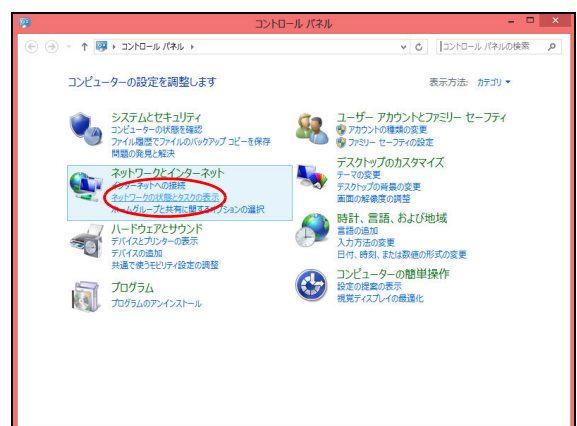 コントロール パネル
コントロール パネル
コントロール パネルの検索
コンピューターの設定を調整します
表示方法: カテゴリ
システムとセキュリティ
コンピューターの状態を確認
ファイル履歴でファイルのバックアップ コピーを保存
問題の発見と解決
ネットワークとインターネット
インターネットへの接続
ネットワークの状態とタスクの表示
ホームグループと共有に関するオプションの選択
ハードウェアとサウンド
デバイスとプリンターの表示
デバイスの追加
共通で使うモビリティ設定の調整
プログラム
プログラムのアンインストール
ユーザー アカウントとファミリー セーフティ
アカウントの種類の変更
ファミリー セーフティの設定
デスクトップのカスタマイズ
テーマの変更
デスクトップの背景の変更
画面の解像度の調整
時計、言語、および地域
言語の追加
入力方法の変更
日付、時刻、または数値の形式の変更
コンピューターの簡単操作
設定の提案の表示
視覚ディスプレイの最適化